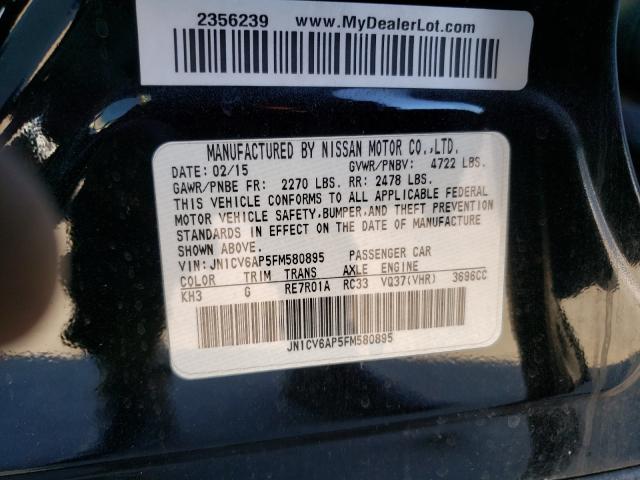 2356239 www.MyDealerLot.com
MANUFACTURED BY NISSAN MOTOR CO.,LTD.
DATE: 02/15 GVWR/PNBV: 4722 LBS.
GAWR/PNBE FR: 2270 LBS. RR: 2478 LBS.
THIS VEHICLE CONFORMS TO ALL APPLICABLE FEDERAL
MOTOR VEHICLE SAFETY,BUMPER,AND THEFT PREVENTION
STANDARDS IN EFFECT ON THE DATE OF MANUFACTURE
SHOWN ABOVE.
VIN: JN1CV6AP5FM580895 PASSENGER CAR
COLOR TRIM TRANS AXLE ENGINE
KH3 G RE7R01A RC33 VQ37(VHR) 3696CC
JN1CV6AP5FM580895